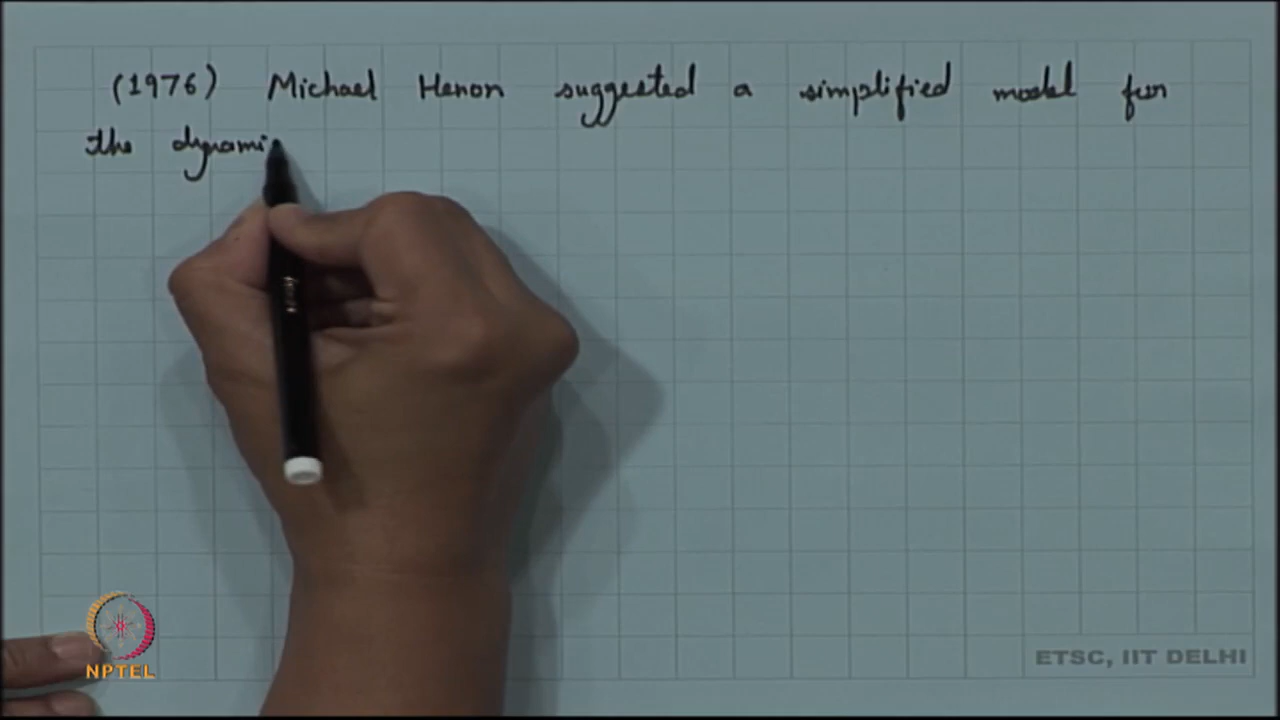 (1976) Michael Henon suggested a simplified model for
the dynami
NPTEL
ETSC, IIT DELHI